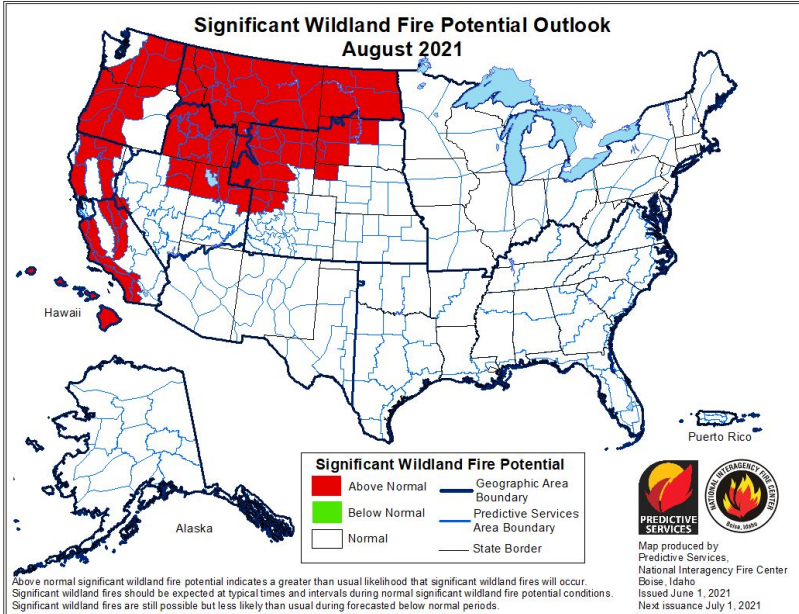 Significant Wildland Fire Potential Outlook
August 2021
Hawaii
Alaska
Puerto Rico
Significant Wildland Fire Potential
Above Normal
Below Normal
Normal
Geographic Area
Boundary
Predictive Services
Area Boundary
State Border
PREDICTIVE
SERVICES
NATIONAL INTERAGENCY FIRE CENTER
Boise, Idaho
Map produced by
Predictive Services,
National Interagency Fire Center
Boise, Idaho
Issued June 1, 2021
Next issuance July 1, 2021
Above normal significant wildland fire potential indicates a greater than usual likelihood that significant wildland fires will occur.
Significant wildland fires should be expected at typical times and intervals during normal significant wildland fire potential conditions.
Significant wildland fires are still possible but less likely than usual during forecasted below normal periods.